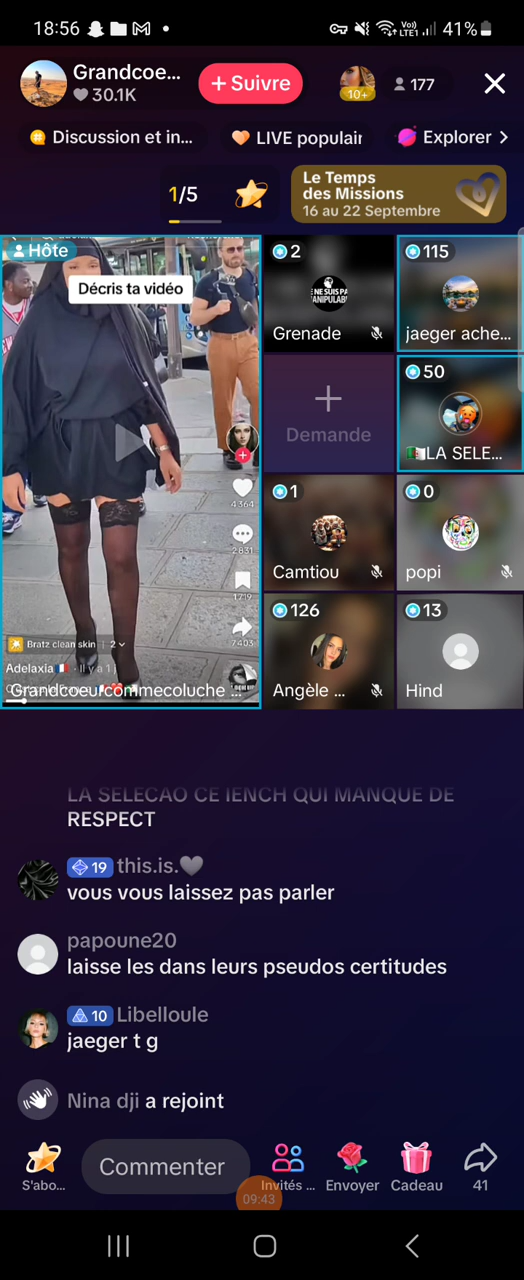 18:56
41%
Grandcoe...
30.1K
+ Suivre
10+
177
Discussion et in...
LIVE populair
Explorer
1/5
Le Temps
des Missions
16 au 22 Septembre
Hôte
Décris ta vidéo
4364
2831
1719
7403
Bratz clean skin | 2
Adelaxia
Grandcoeurcommecoluche ...
2
Grenade
115
jaeger ache...
Demande
50
LA SELE...
1
Camtiou
0
popi
126
Angèle ...
13
Hind
LA SELECAO CE IENCH QUI MANQUE DE
RESPECT
19 this.is.
vous vous laissez pas parler
papoune20
laisse les dans leurs pseudos certitudes
10 Libelloule
jaeger t g
Nina dji a rejoint
S'abo...
Commenter
Invités ...
Envoyer
Cadeau
41
09:43